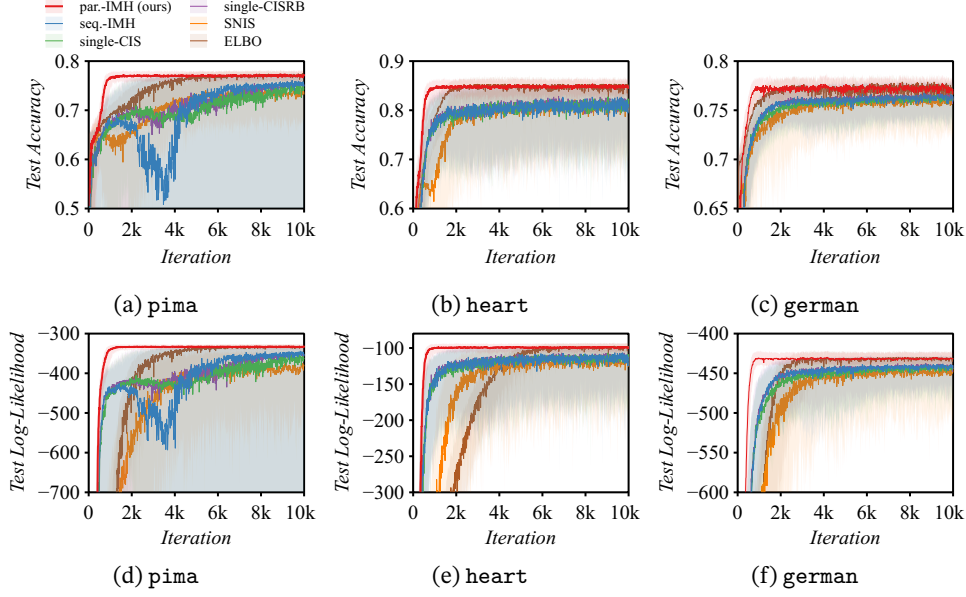 par.-IMH (ours) single-CISRB
seq.-IMH SNIS
single-CIS ELBO
Test Accuracy
0.8
0.7
0.6
0.5
0 2k 4k 6k 8k 10k
Iteration
(a) pima
Test Accuracy
0.9
0.8
0.7
0.6
0 2k 4k 6k 8k 10k
Iteration
(b) heart
Test Accuracy
0.8
0.75
0.7
0.65
0 2k 4k 6k 8k 10k
Iteration
(c) german
Test Log-Likelihood
−300
−400
−500
−600
−700
0 2k 4k 6k 8k 10k
Iteration
(d) pima
Test Log-Likelihood
−100
−150
−200
−250
−300
0 2k 4k 6k 8k 10k
Iteration
(e) heart
Test Log-Likelihood
−400
−450
−500
−550
−600
0 2k 4k 6k 8k 10k
Iteration
(f) german